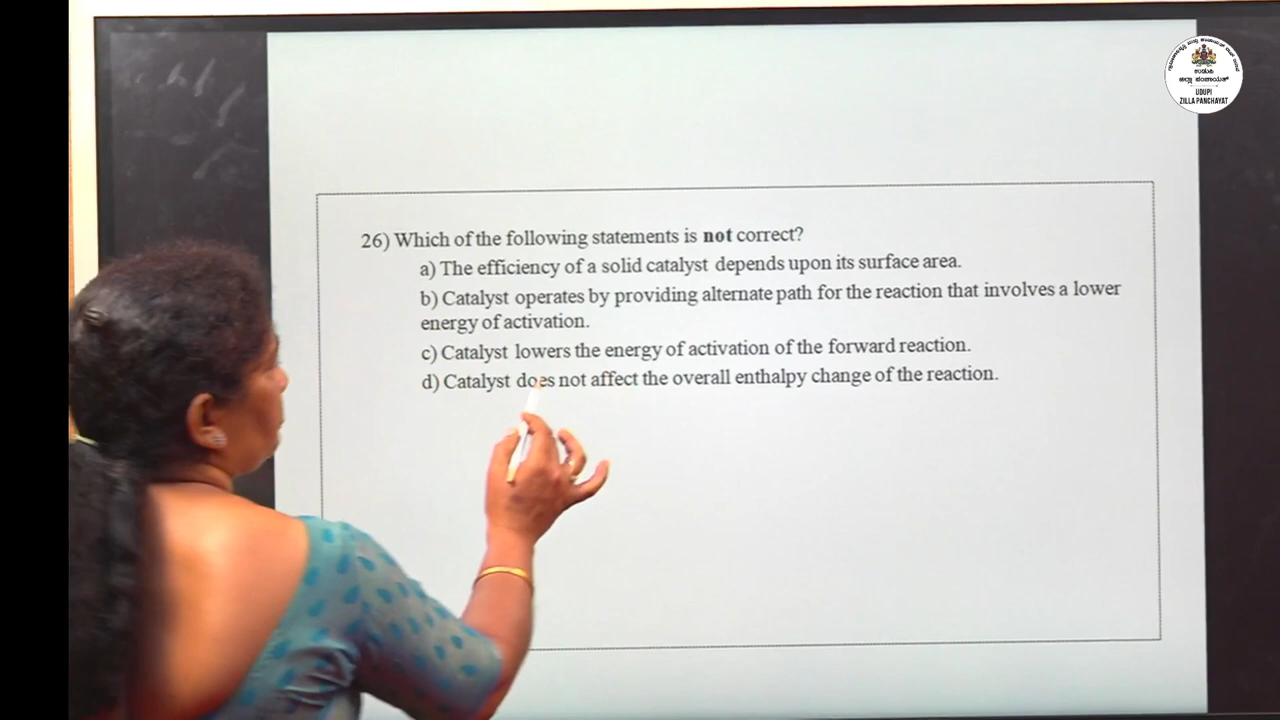 ಉಡುಪಿ
ಜಿಲ್ಲಾ ಪಂಚಾಯತ್
UDUPI
ZILLA PANCHAYAT
26) Which of the following statements is not correct?
a) The efficiency of a solid catalyst depends upon its surface area.
b) Catalyst operates by providing alternate path for the reaction that involves a lower
energy of activation.
c) Catalyst lowers the energy of activation of the forward reaction.
d) Catalyst does not affect the overall enthalpy change of the reaction.